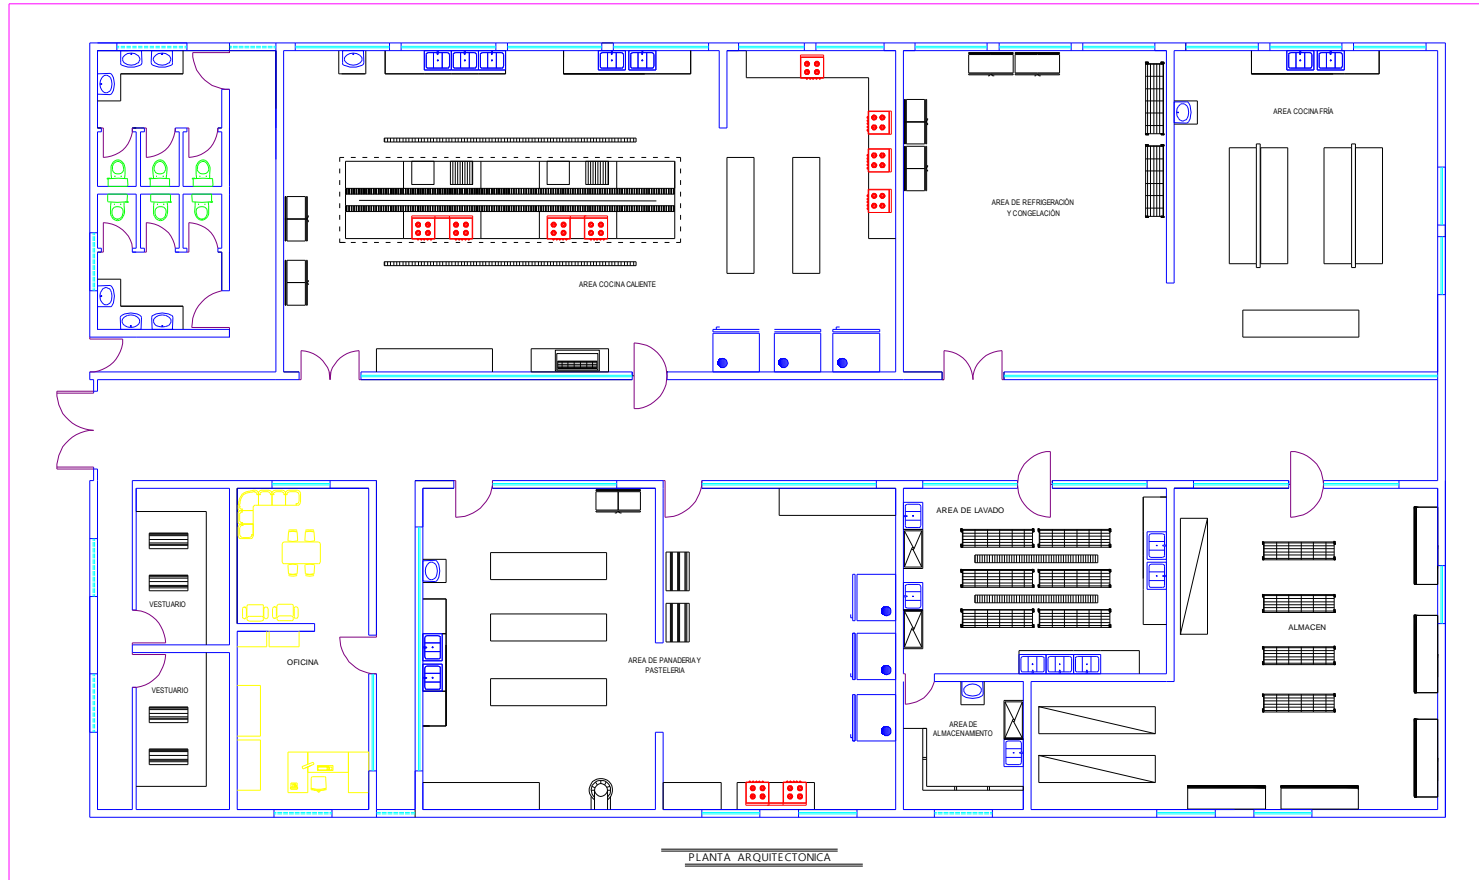 AREA COCINA FRÍA
AREA DE REFRIGERACIÓN
Y CONGELACIÓN
AREA COCINA CALIENTE
AREA DE LAVADO
VESTUARIO
ALMACEN
OFICINA
AREA DE PANADERIA Y
PASTELERIA
VESTUARIO
AREA DE
ALMACENAMIENTO
PLANTA ARQUITECTONICA